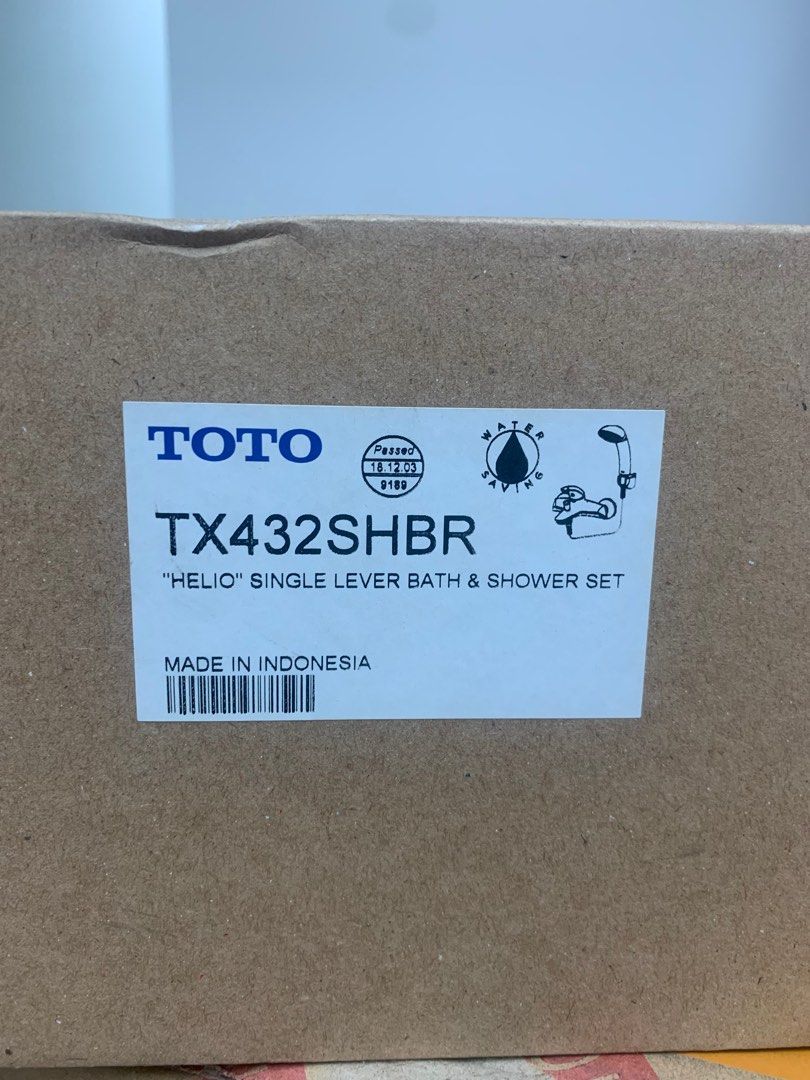 TOTO
Passed
18.12.03
9189
WATER
SAVING
TX432SHBR
"HELIO" SINGLE LEVER BATH & SHOWER SET
MADE IN INDONESIA